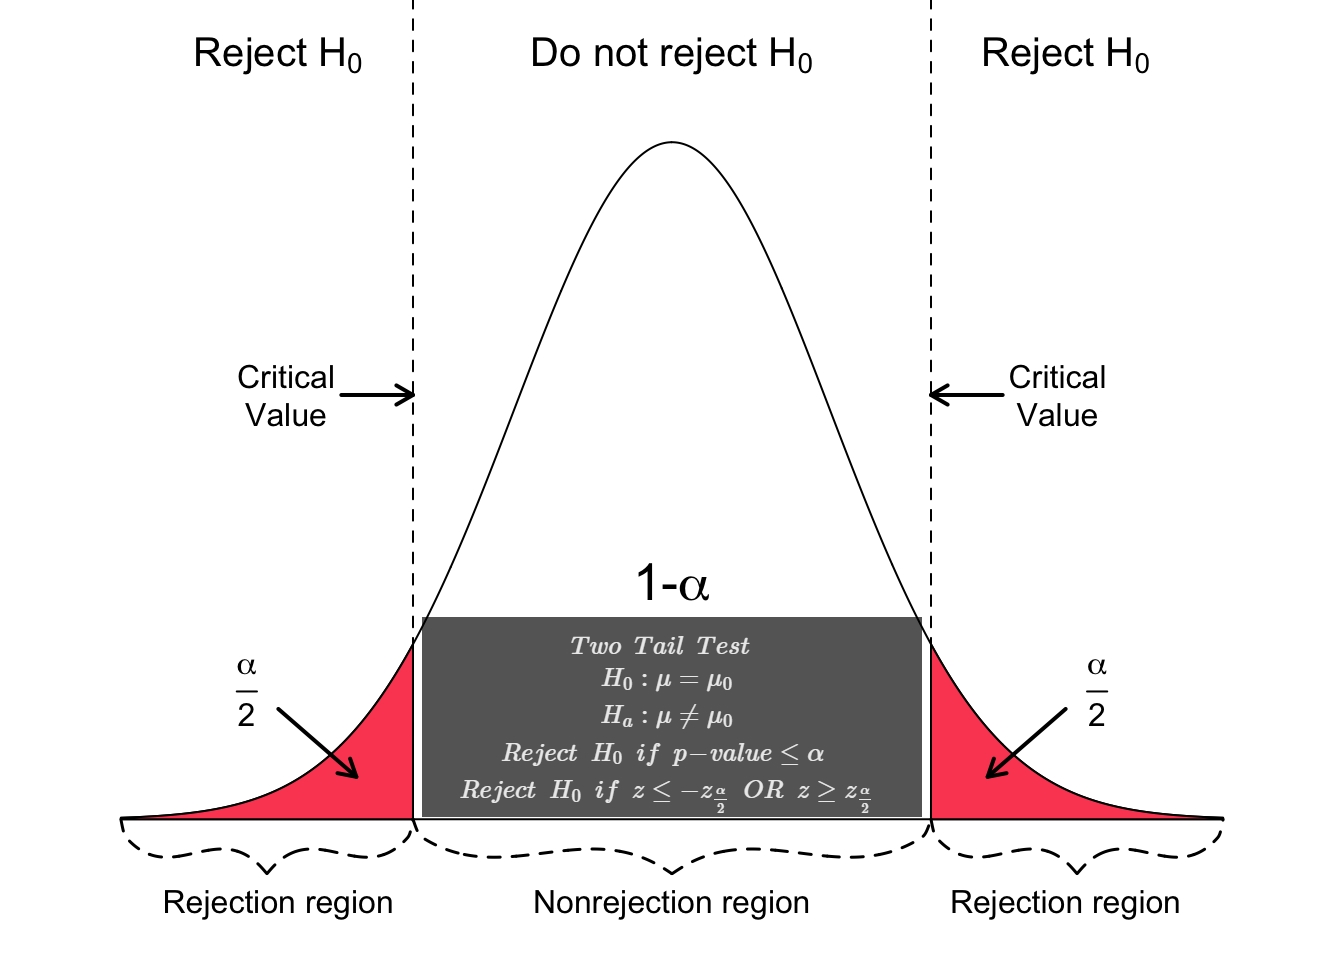 Reject H₀
Do not reject H₀
Reject H₀
Critical
Value
Critical
Value
1-α
Two Tail Test
H₀ : μ = μ₀
Hₐ : μ ≠ μ₀
Reject H₀ if p−value ≤ α
Reject H₀ if z ≤ −z_{α/2} OR z ≥ z_{α/2}
α/2
α/2
Rejection region
Nonrejection region
Rejection region